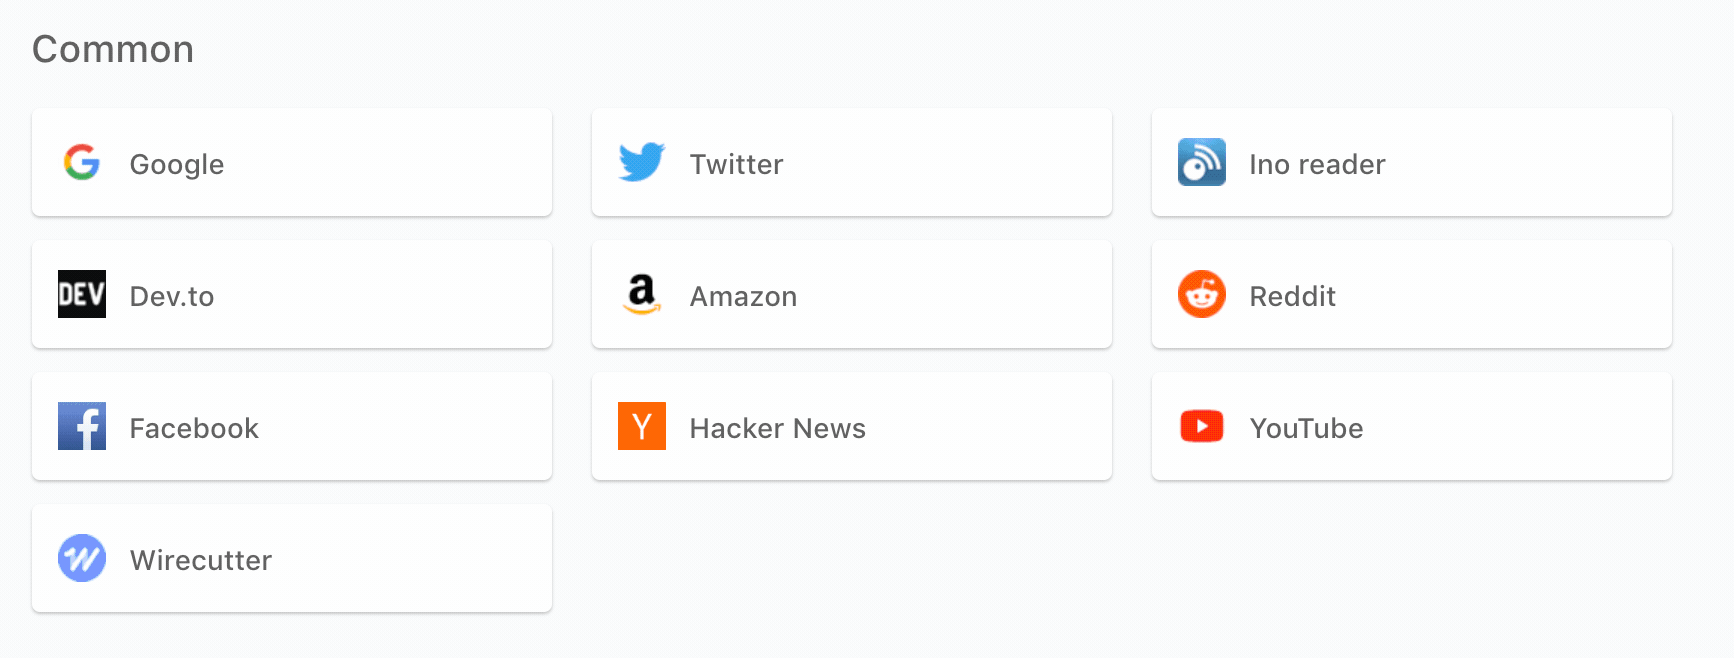 Common
Google
Twitter
Ino reader
DEV
Dev.to
a
Amazon
Reddit
f
Facebook
Y
Hacker News
YouTube
W
Wirecutter